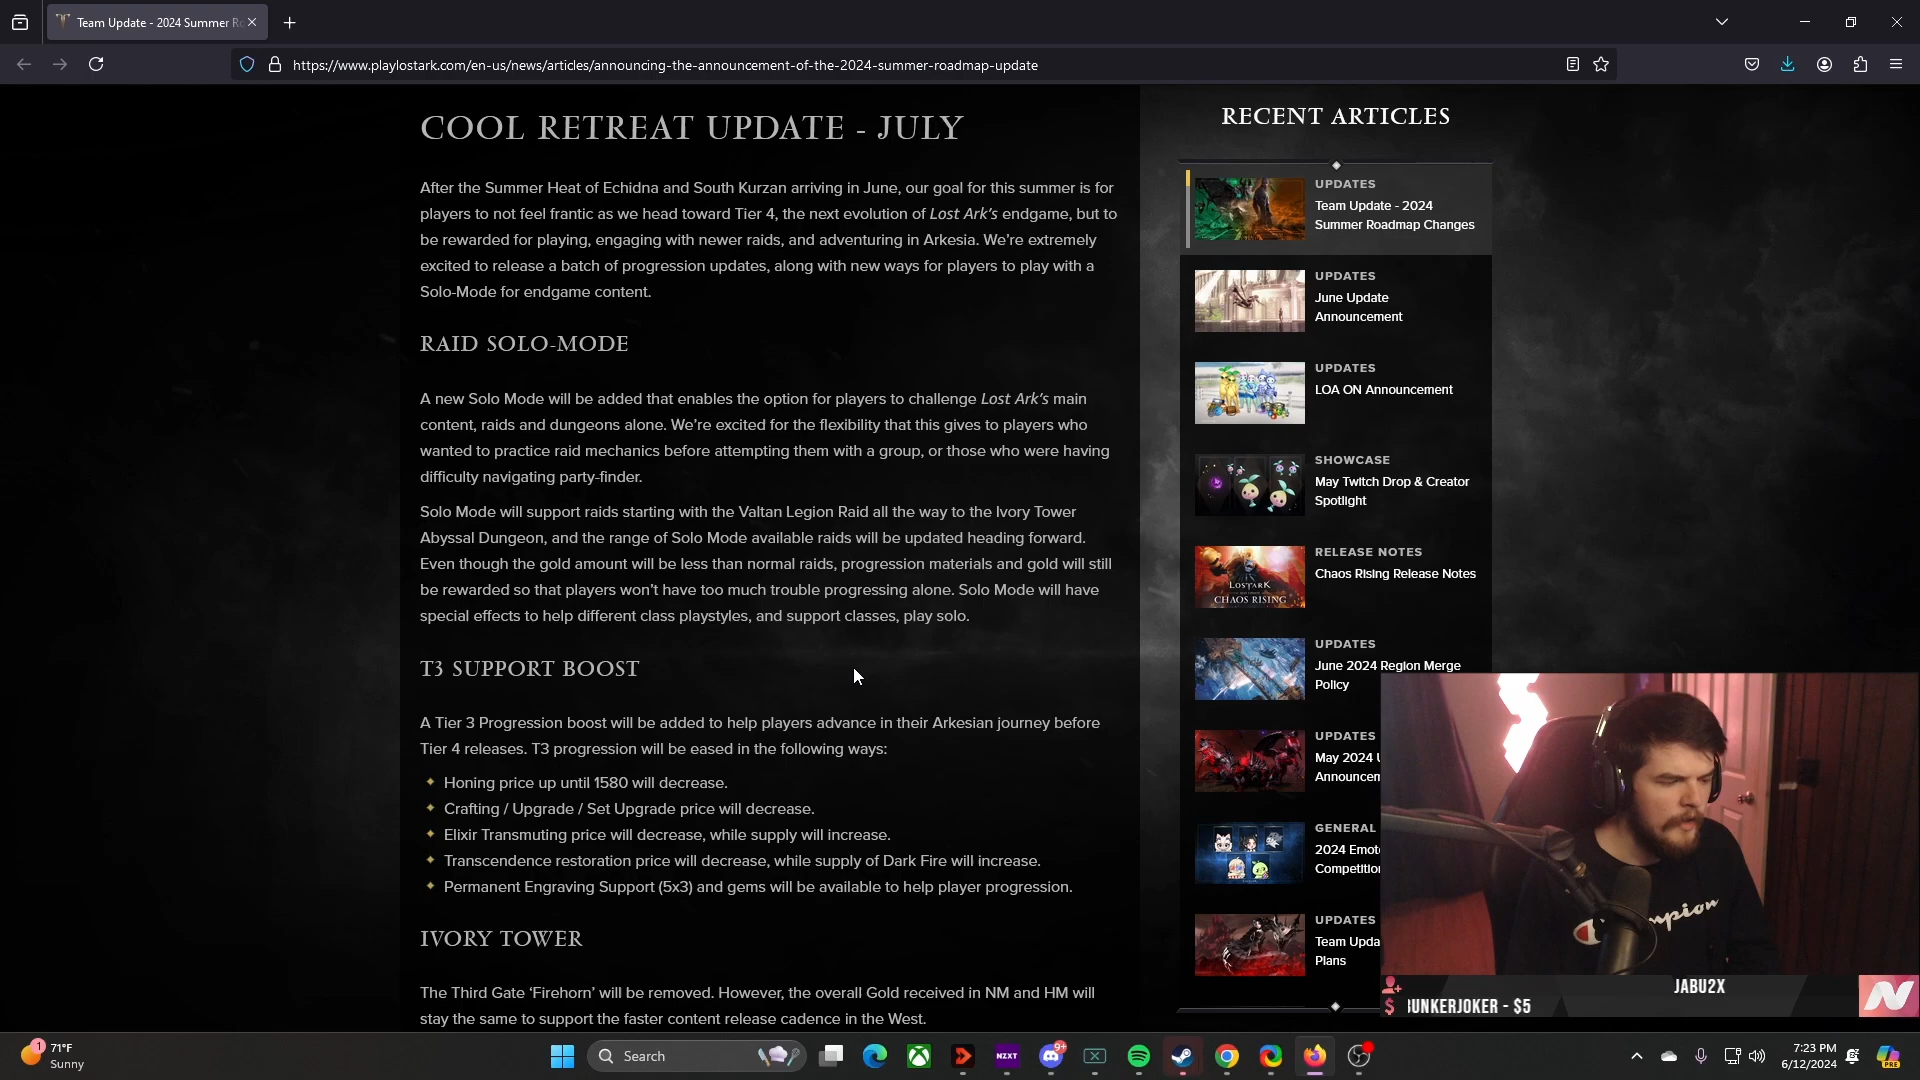 Team Update - 2024 Summer Ro
https://www.playlostark.com/en-us/news/articles/announcing-the-announcement-of-the-2024-summer-roadmap-update
COOL RETREAT UPDATE - JULY
After the Summer Heat of Echidna and South Kurzan arriving in June, our goal for this summer is for
players to not feel frantic as we head toward Tier 4, the next evolution of Lost Ark's endgame, but to
be rewarded for playing, engaging with newer raids, and adventuring in Arkesia. We're extremely
excited to release a batch of progression updates, along with new ways for players to play with a
Solo-Mode for endgame content.
RAID SOLO-MODE
A new Solo Mode will be added that enables the option for players to challenge Lost Ark's main
content, raids and dungeons alone. We're excited for the flexibility that this gives to players who
wanted to practice raid mechanics before attempting them with a group, or those who were having
difficulty navigating party-finder.
Solo Mode will support raids starting with the Valtan Legion Raid all the way to the Ivory Tower
Abyssal Dungeon, and the range of Solo Mode available raids will be updated heading forward.
Even though the gold amount will be less than normal raids, progression materials and gold will still
be rewarded so that players won't have too much trouble progressing alone. Solo Mode will have
special effects to help different class playstyles, and support classes, play solo.
T3 SUPPORT BOOST
A Tier 3 Progression boost will be added to help players advance in their Arkesian journey before
Tier 4 releases. T3 progression will be eased in the following ways:
Honing price up until 1580 will decrease.
Crafting / Upgrade / Set Upgrade price will decrease.
Elixir Transmuting price will decrease, while supply will increase.
Transcendence restoration price will decrease, while supply of Dark Fire will increase.
Permanent Engraving Support (5x3) and gems will be available to help player progression.
IVORY TOWER
The Third Gate 'Firehorn' will be removed. However, the overall Gold received in NM and HM will
stay the same to support the faster content release cadence in the West.
RECENT ARTICLES
UPDATES
Team Update - 2024
Summer Roadmap Changes
UPDATES
June Update
Announcement
UPDATES
LOA ON Announcement
SHOWCASE
May Twitch Drop & Creator
Spotlight
RELEASE NOTES
Chaos Rising Release Notes
LOSTARK
CHAOS RISING
UPDATES
June 2024 Region Merge
Policy
UPDATES
May 2024 U
Announcem
GENERAL
2024 Emot
Competitio
UPDATES
Team Upda
Plans
mpion
JABU2X
$ BUNKERJOKER - $5
1
71°F
Sunny
Search
NZXT
9+
7:23 PM
6/12/2024
PRE